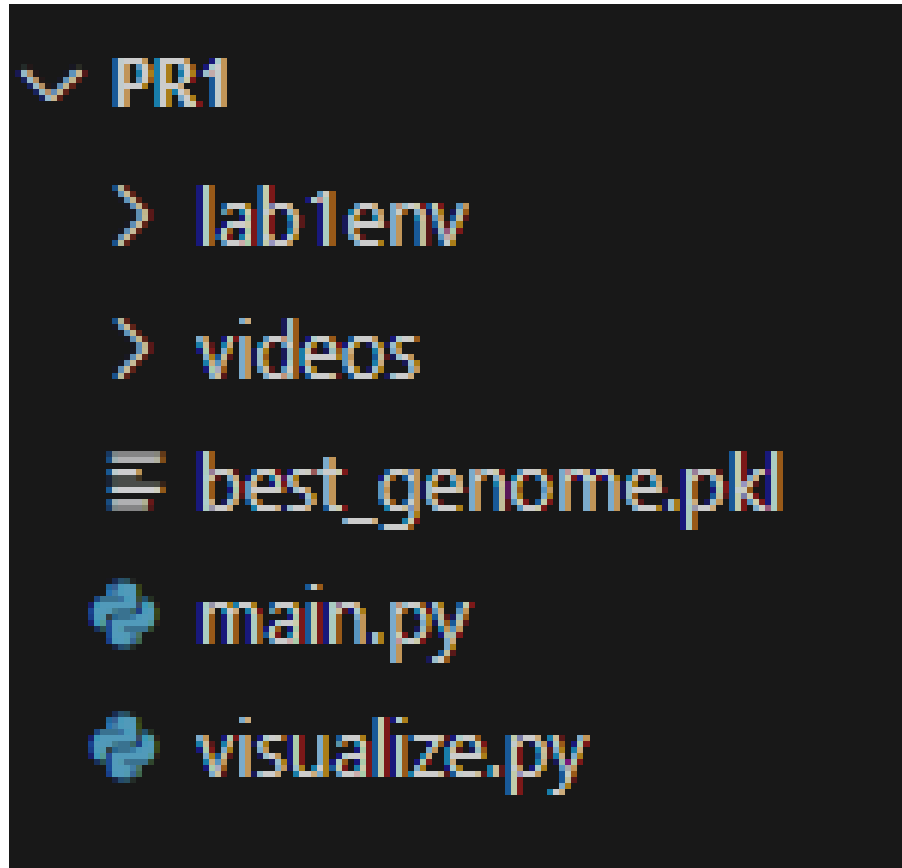 PR1
lab1env
videos
best_genome.pkl
main.py
visualize.py